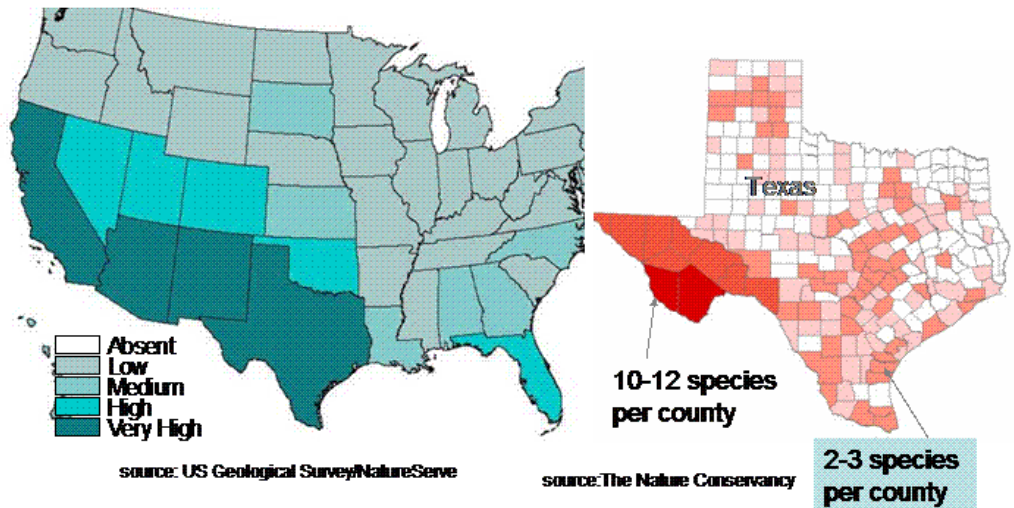 Absent
Low
Medium
High
Very High
source: US Geological Survey/NatureServe
Texas
10-12 species
per county
2-3 species
per county
source:The Nature Conservancy